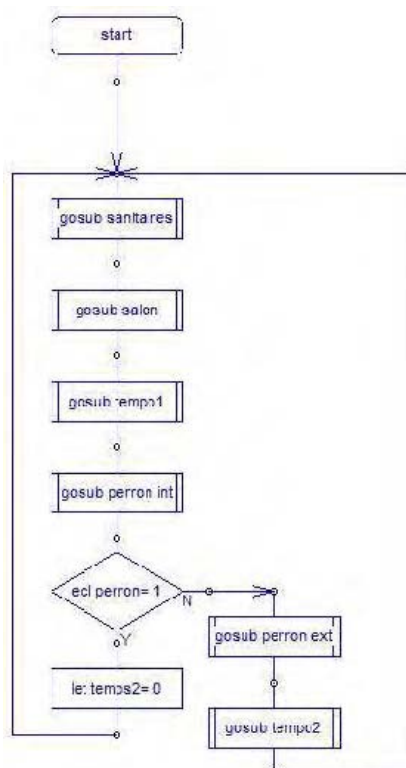 start
gosub sanitaires
gosub salon
gosub tempo1
gosub perron int
ecl perron= 1
N
Y
gosub perron ext
let temps2= 0
gosub tempo2